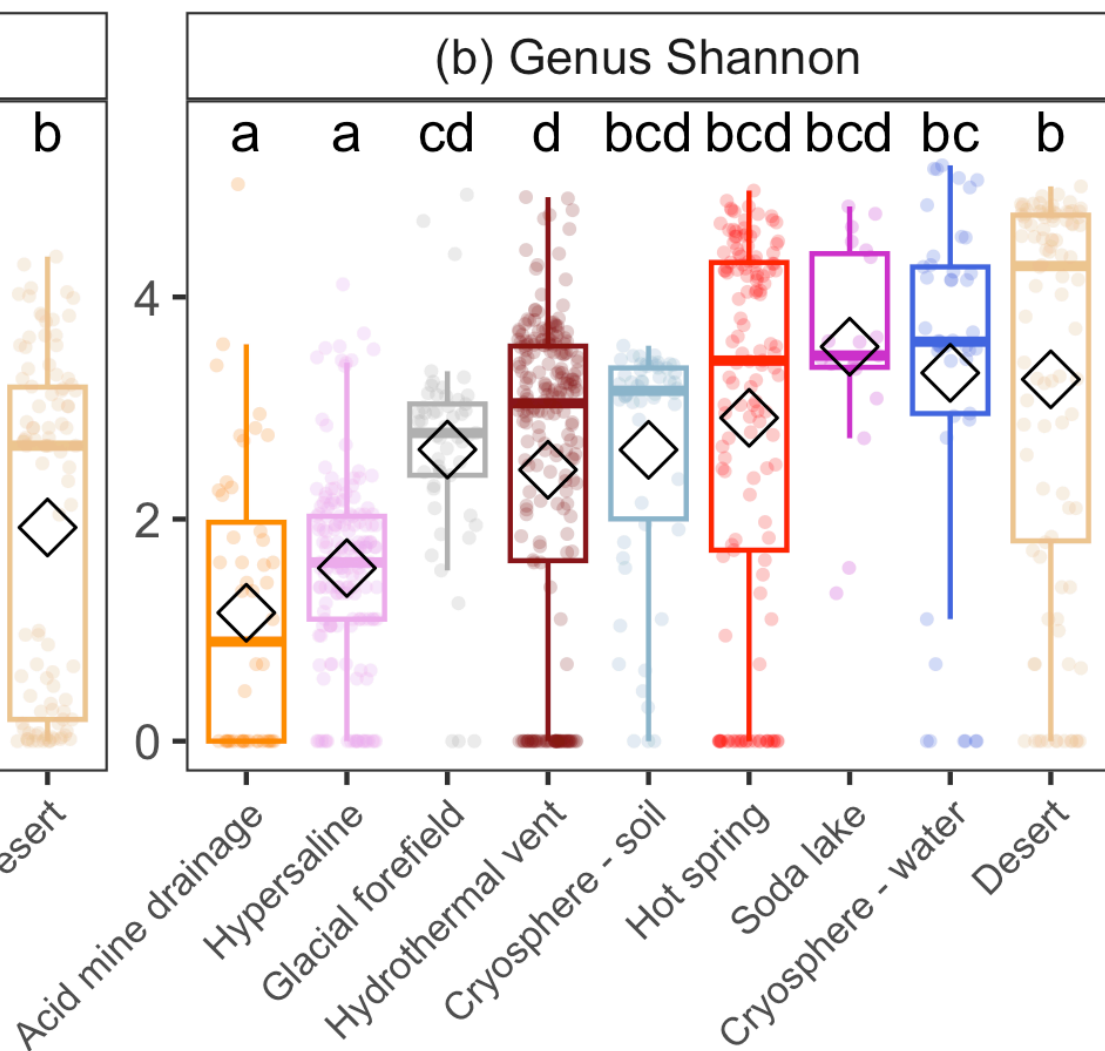 (b) Genus Shannon
b
a
a
cd
d
bcd
bcd
bcd
bc
b
4
2
0
esert
Acid mine drainage
Hypersaline
Glacial forefield
Hydrothermal vent
Cryosphere - soil
Hot spring
Soda lake
Cryosphere - water
Desert